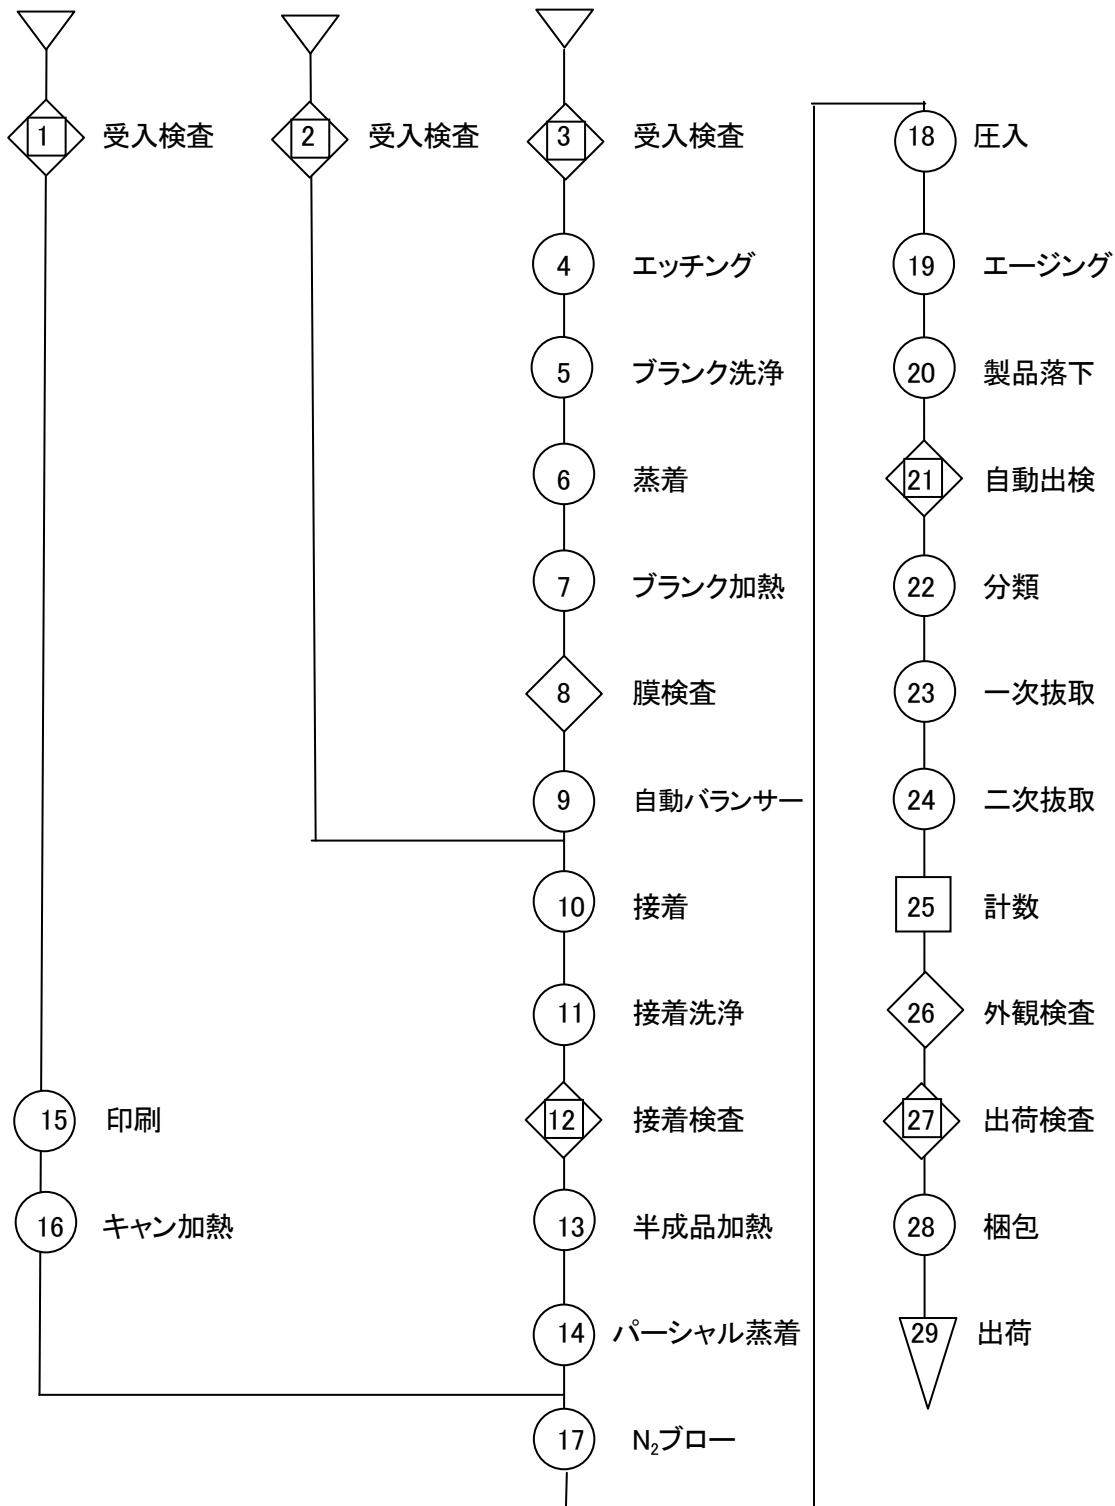 1 受入検査
2 受入検査
3 受入検査
4 エッチング
5 ブランク洗浄
6 蒸着
7 ブランク加熱
8 膜検査
9 自動バランサー
10 接着
11 接着洗浄
12 接着検査
13 半成品加熱
14 パーシャル蒸着
15 印刷
16 キャン加熱
17 N₂ブロー
18 圧入
19 エージング
20 製品落下
21 自動出検
22 分類
23 一次抜取
24 二次抜取
25 計数
26 外観検査
27 出荷検査
28 梱包
29 出荷